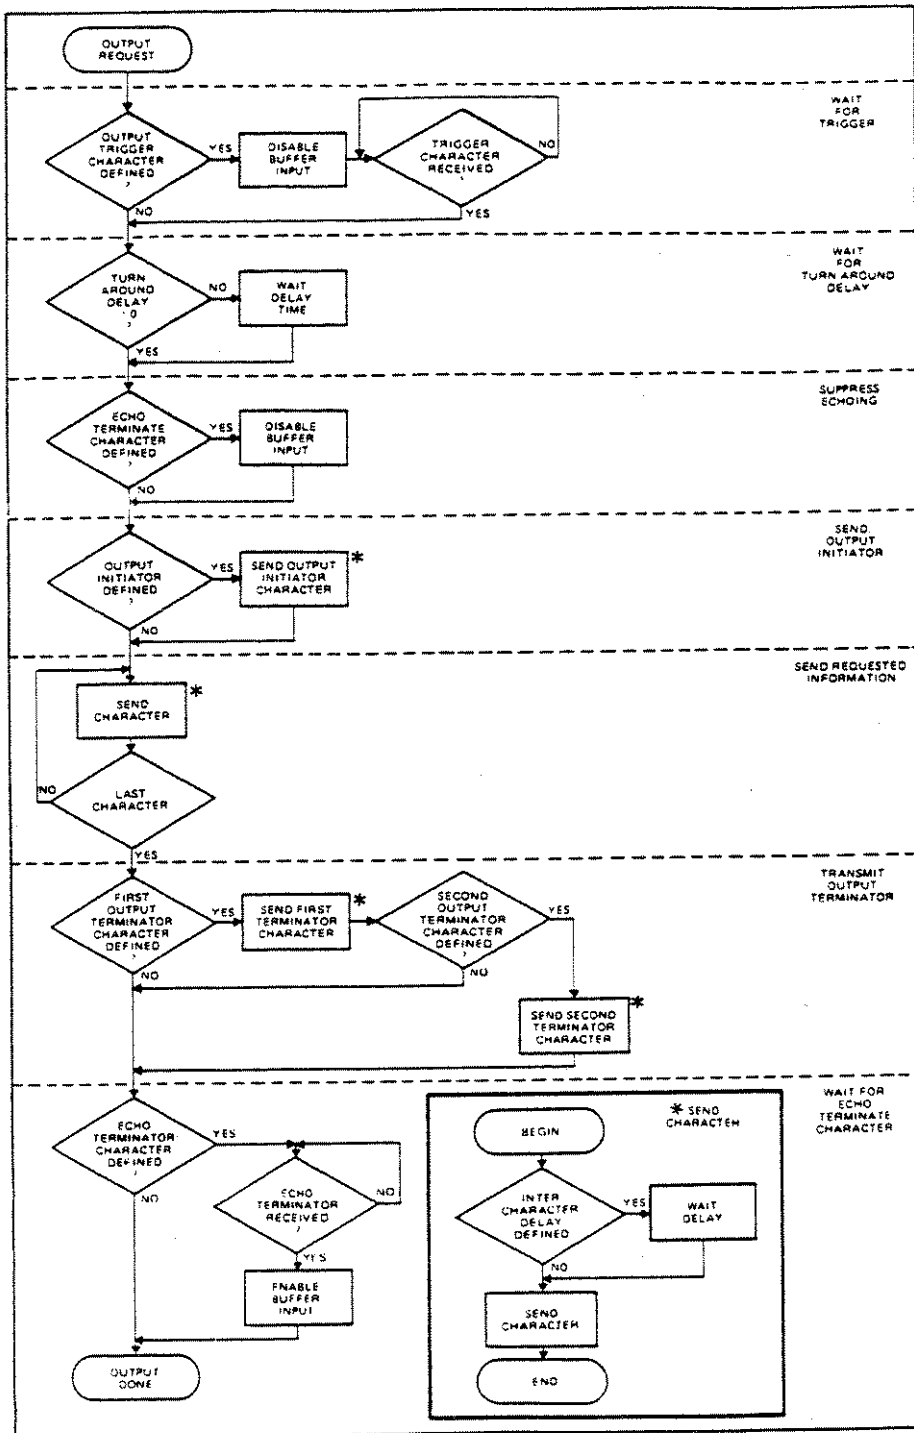 OUTPUT
REQUEST
WAIT
FOR
TRIGGER
OUTPUT
TRIGGER
CHARACTER
DEFINED
?
YES
DISABLE
BUFFER
INPUT
TRIGGER
CHARACTER
RECEIVED
NO
NO
YES
WAIT
FOR
TURN AROUND
DELAY
TURN
AROUND
DELAY
0
?
NO
WAIT
DELAY
TIME
YES
SUPPRESS
ECHOING
ECHO
TERMINATE
CHARACTER
DEFINED
?
YES
DISABLE
BUFFER
INPUT
NO
SEND
OUTPUT
INITIATOR
OUTPUT
INITIATOR
DEFINED
?
YES
SEND OUTPUT
INITIATOR
CHARACTER
*
NO
SEND REQUESTED
INFORMATION
SEND
CHARACTER
*
NO
LAST
CHARACTER
YES
TRANSMIT
OUTPUT
TERMINATOR
FIRST
OUTPUT
TERMINATOR
CHARACTER
DEFINED
?
YES
SEND FIRST
TERMINATOR
CHARACTER
*
SECOND
OUTPUT
TERMINATOR
CHARACTER
DEFINED
?
YES
NO
NO
SEND SECOND
TERMINATOR
CHARACTER
*
WAIT FOR
ECHO
TERMINATE
CHARACTER
ECHO
TERMINATOR
CHARACTER
DEFINED
?
YES
NO
ECHO
TERMINATOR
RECEIVED
?
NO
YES
ENABLE
BUFFER
INPUT
OUTPUT
DONE
* SEND
CHARACTER
BEGIN
INTER
CHARACTER
DELAY
DEFINED
YES
WAIT
DELAY
NO
SEND
CHARACTER
END